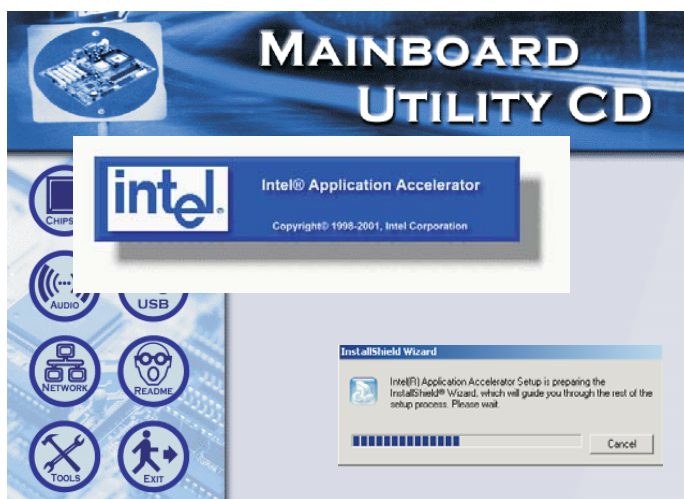 MAINBOARD
UTILITY CD
intel.
Intel® Application Accelerator
Copyright© 1998-2001, Intel Corporation
CHIPS
AUDIO
USB
NETWORK
README
TOOLS
EXIT
InstallShield Wizard
Intel(R) Application Accelerator Setup is preparing the
InstallShield® Wizard, which will guide you through the rest of the
setup process. Please wait.
Cancel